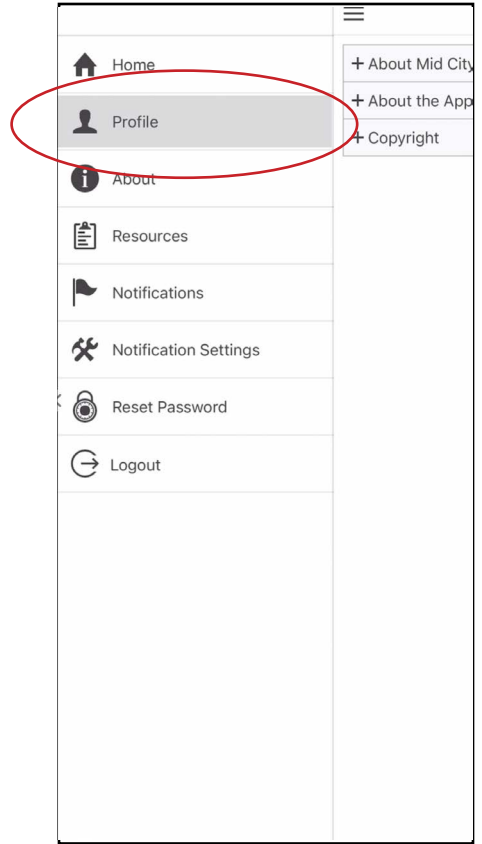 Home
Profile
About
Resources
Notifications
Notification Settings
Reset Password
Logout
+ About Mid City
+ About the App
+ Copyright